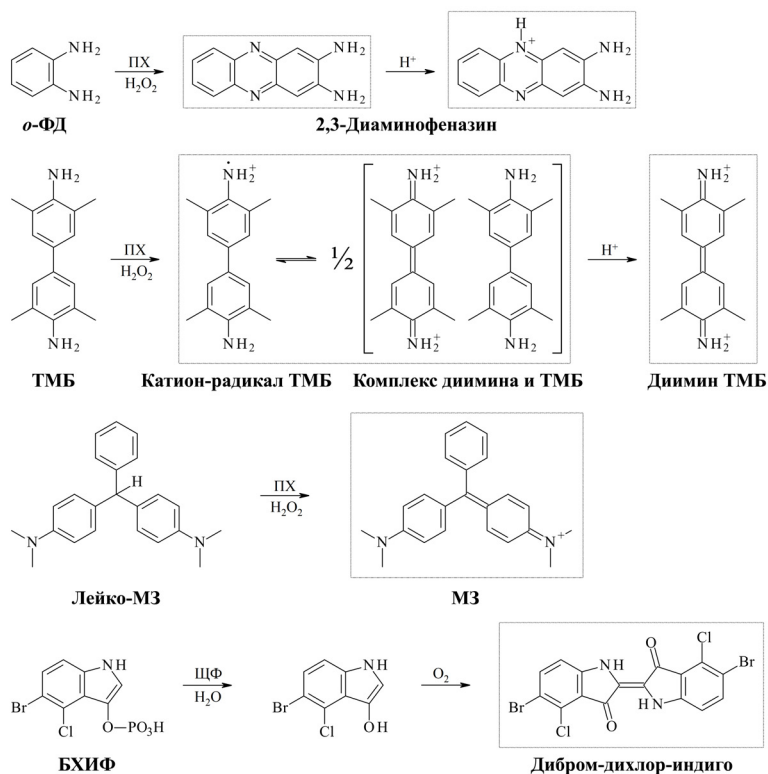 NH₂
NH₂
ПХ
H₂O₂
N
N
NH₂
NH₂
H⁺
H
N
+
N
NH₂
NH₂
о-ФД
2,3-Диаминофеназин
NH₂
NH₂
ПХ
H₂O₂
·
NH₂⁺
NH₂
½
NH₂⁺
NH₂⁺
NH₂
NH₂
H⁺
NH₂⁺
NH₂⁺
ТМБ
Катион-радикал ТМБ
Комплекс диимина и ТМБ
Диимин ТМБ
H
N
N
ПХ
H₂O₂
N
N⁺
Лейко-МЗ
МЗ
NH
Br
Cl
O—PO₃H
ЩФ
H₂O
NH
Br
Cl
OH
O₂
Cl
O
Br
NH
Br
HN
Cl
O
БХИФ
Дибром-дихлор-индиго